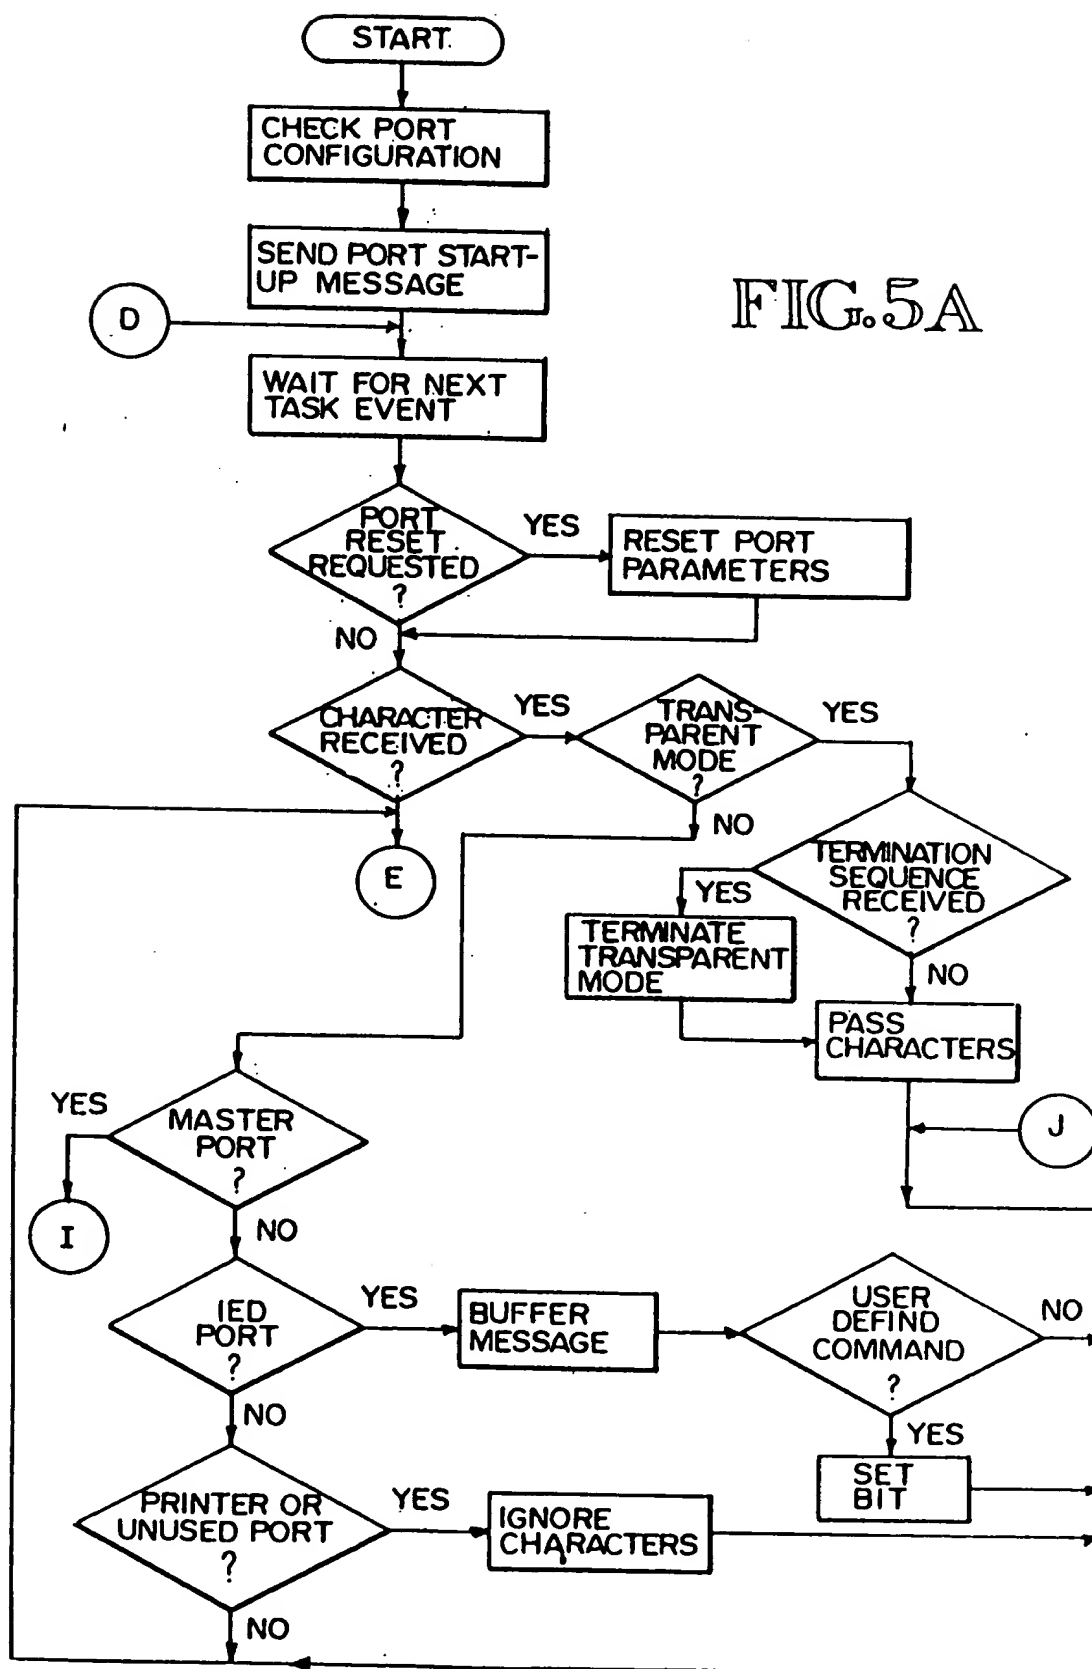 START.
CHECK PORT
CONFIGURATION
SEND PORT START-
UP MESSAGE
D
FIG.5A
WAIT FOR NEXT
TASK EVENT
PORT
RESET
REQUESTED
?
YES
RESET PORT
PARAMETERS
NO
CHARACTER
RECEIVED
?
YES
TRANS-
PARENT
MODE
?
YES
NO
E
TERMINATION
SEQUENCE
RECEIVED
?
YES
TERMINATE
TRANSPARENT
MODE
NO
PASS
CHARACTERS
J
YES
MASTER
PORT
?
I
NO
IED
PORT
?
YES
BUFFER
MESSAGE
USER
DEFIND
COMMAND
?
NO
YES
SET
BIT
NO
PRINTER OR
UNUSED PORT
?
YES
IGNORE
CHARACTERS
NO